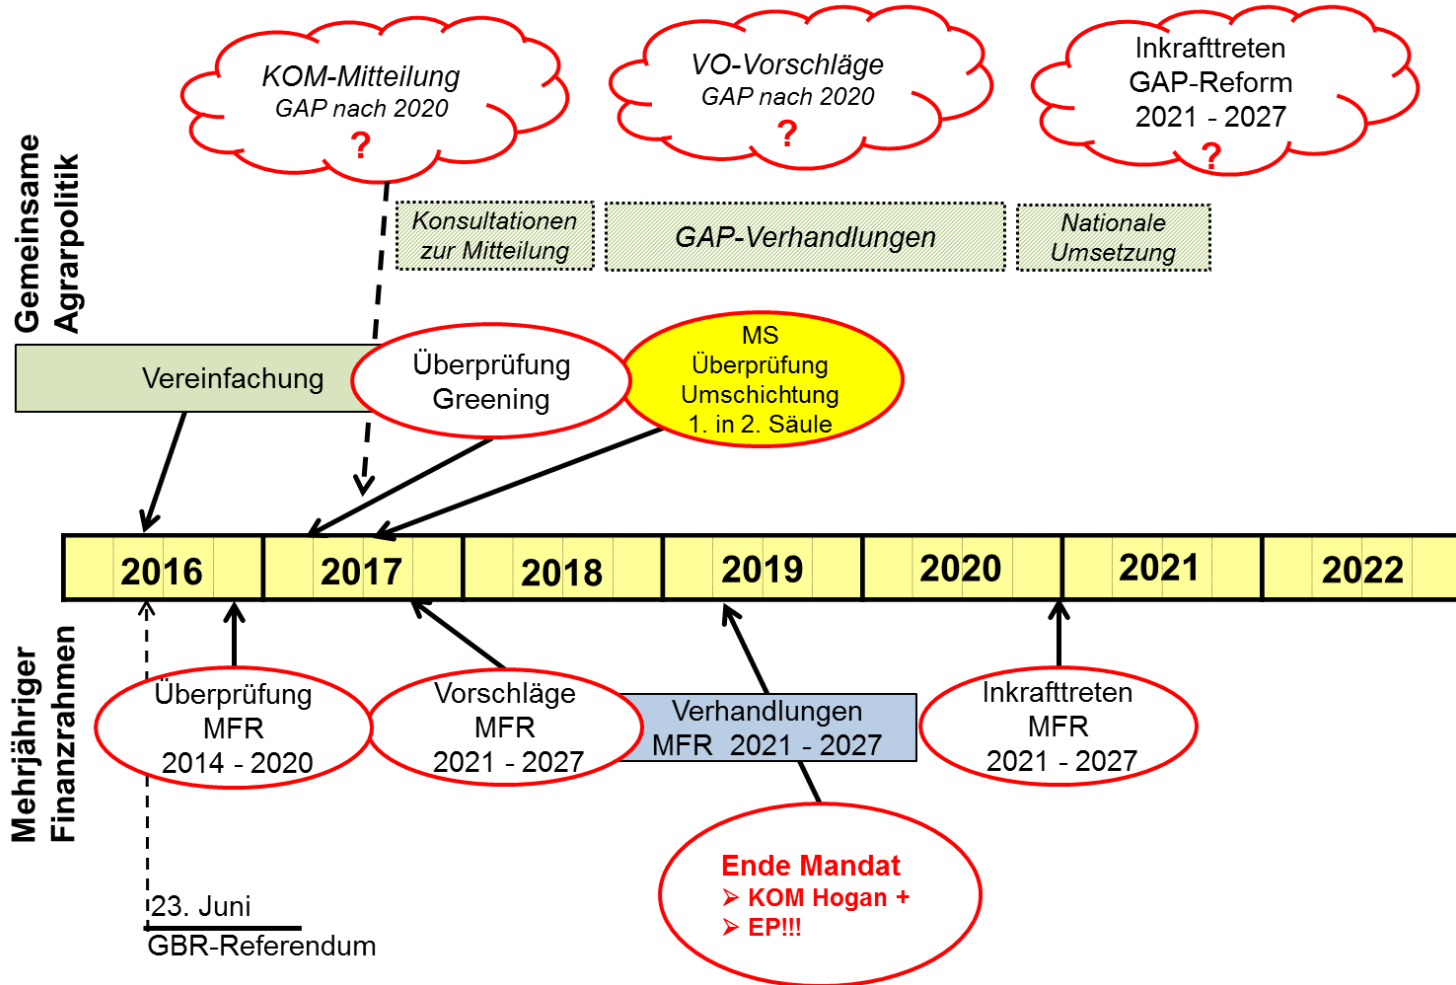 KOM-Mitteilung
GAP nach 2020
?
VO-Vorschläge
GAP nach 2020
?
Inkrafttreten
GAP-Reform
2021 - 2027
?
Gemeinsame
Agrarpolitik
Konsultationen
zur Mitteilung
GAP-Verhandlungen
Nationale
Umsetzung
Vereinfachung
Überprüfung
Greening
MS
Überprüfung
Umschichtung
1. in 2. Säule
2016
2017
2018
2019
2020
2021
2022
Mehrjähriger
Finanzrahmen
Überprüfung
MFR
2014 - 2020
Vorschläge
MFR
2021 - 2027
Verhandlungen
MFR 2021 - 2027
Inkrafttreten
MFR
2021 - 2027
Ende Mandat
➢ KOM Hogan +
➢ EP!!!
23. Juni
GBR-Referendum